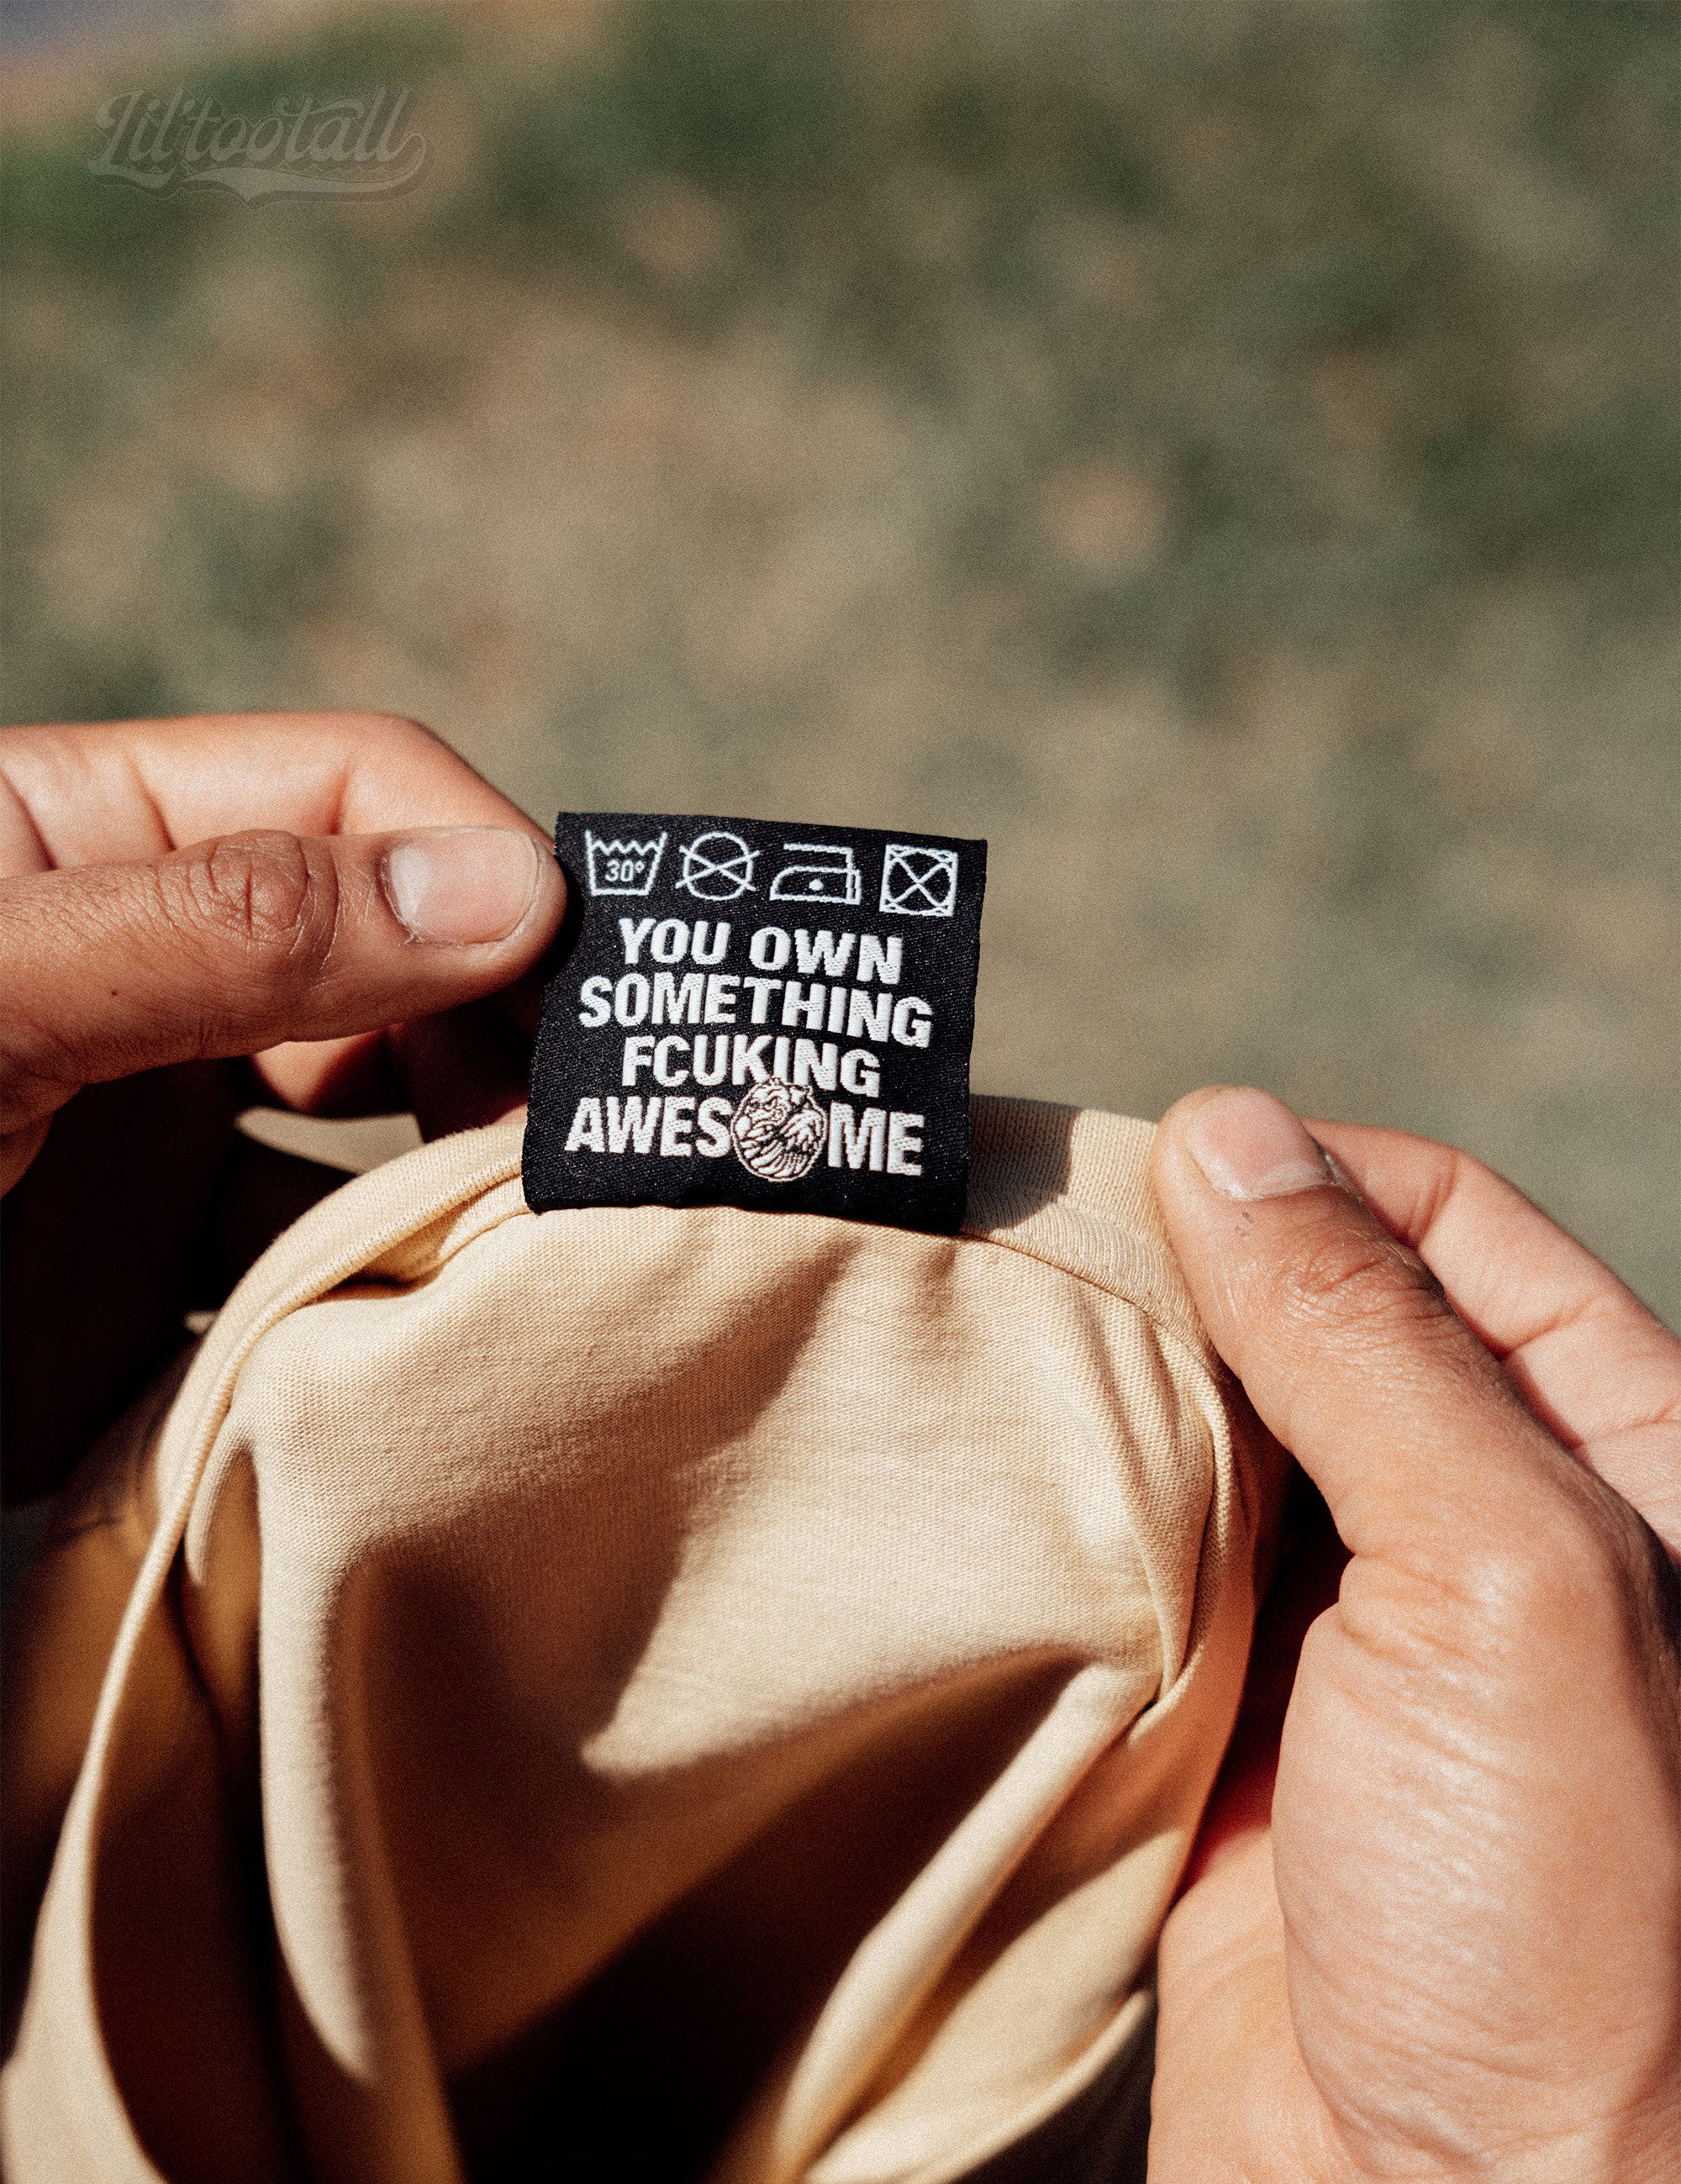 Lil'tootall
30°
YOU OWN
SOMETHING
FCUKING
AWESOME